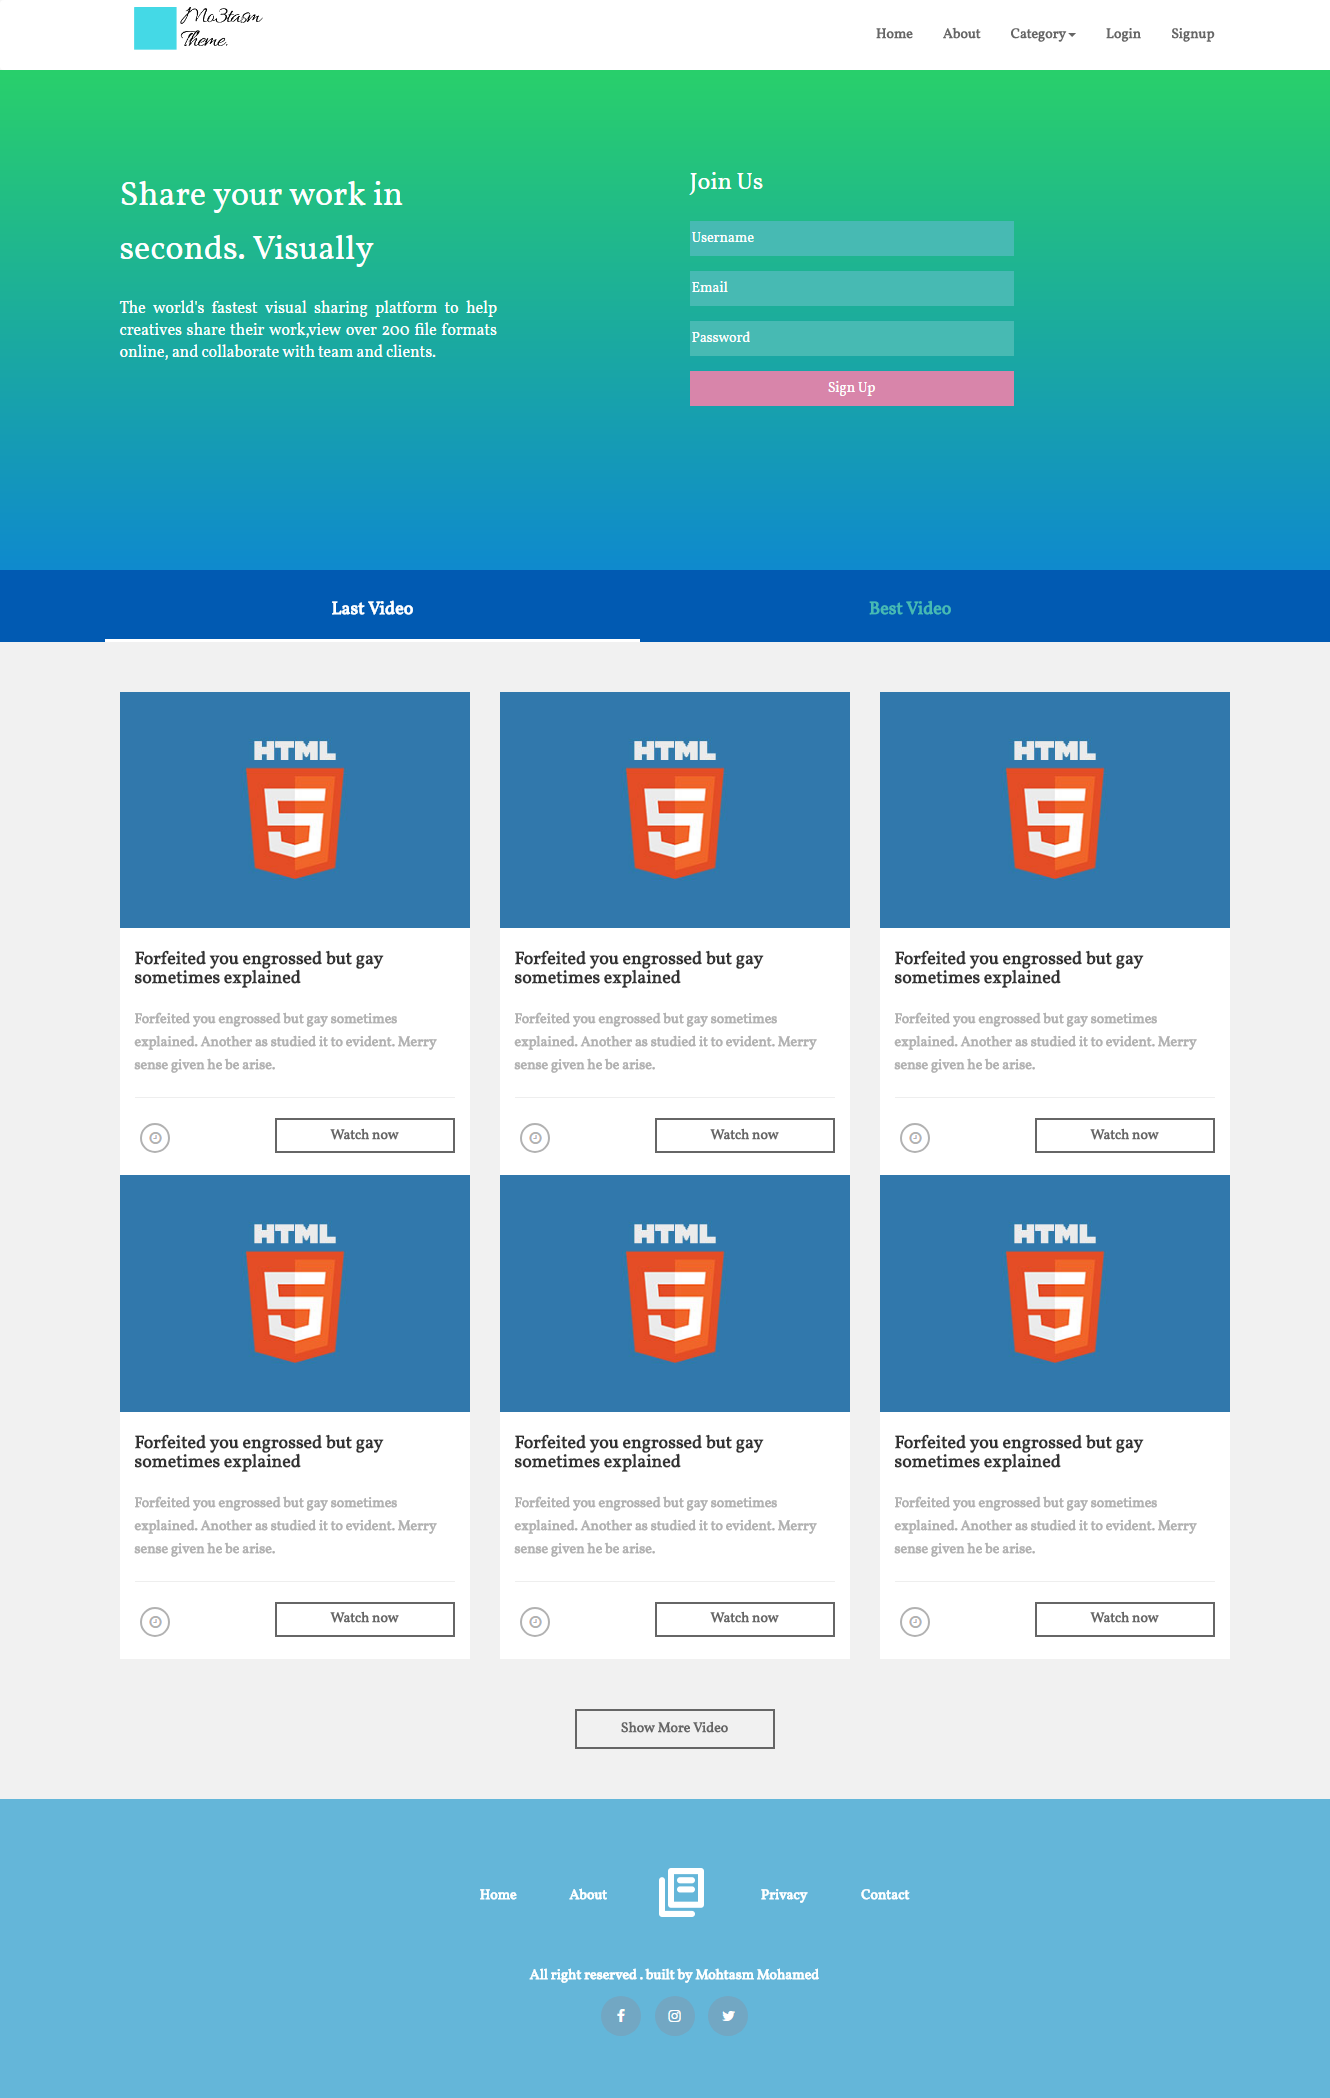 Mo3tasm
Theme.
Home About Category Login Signup
Share your work in
seconds. Visually
The world's fastest visual sharing platform to help
creatives share their work,view over 200 file formats
online, and collaborate with team and clients.
Join Us
Username
Email
Password
Sign Up
Last Video Best Video
HTML
5
Forfeited you engrossed but gay
sometimes explained
Forfeited you engrossed but gay sometimes
explained. Another as studied it to evident. Merry
sense given he be arise.
Watch now
HTML
5
Forfeited you engrossed but gay
sometimes explained
Forfeited you engrossed but gay sometimes
explained. Another as studied it to evident. Merry
sense given he be arise.
Watch now
HTML
5
Forfeited you engrossed but gay
sometimes explained
Forfeited you engrossed but gay sometimes
explained. Another as studied it to evident. Merry
sense given he be arise.
Watch now
HTML
5
Forfeited you engrossed but gay
sometimes explained
Forfeited you engrossed but gay sometimes
explained. Another as studied it to evident. Merry
sense given he be arise.
Watch now
HTML
5
Forfeited you engrossed but gay
sometimes explained
Forfeited you engrossed but gay sometimes
explained. Another as studied it to evident. Merry
sense given he be arise.
Watch now
HTML
5
Forfeited you engrossed but gay
sometimes explained
Forfeited you engrossed but gay sometimes
explained. Another as studied it to evident. Merry
sense given he be arise.
Watch now
Show More Video
Home About Privacy Contact
All right reserved . built by Mohtasm Mohamed